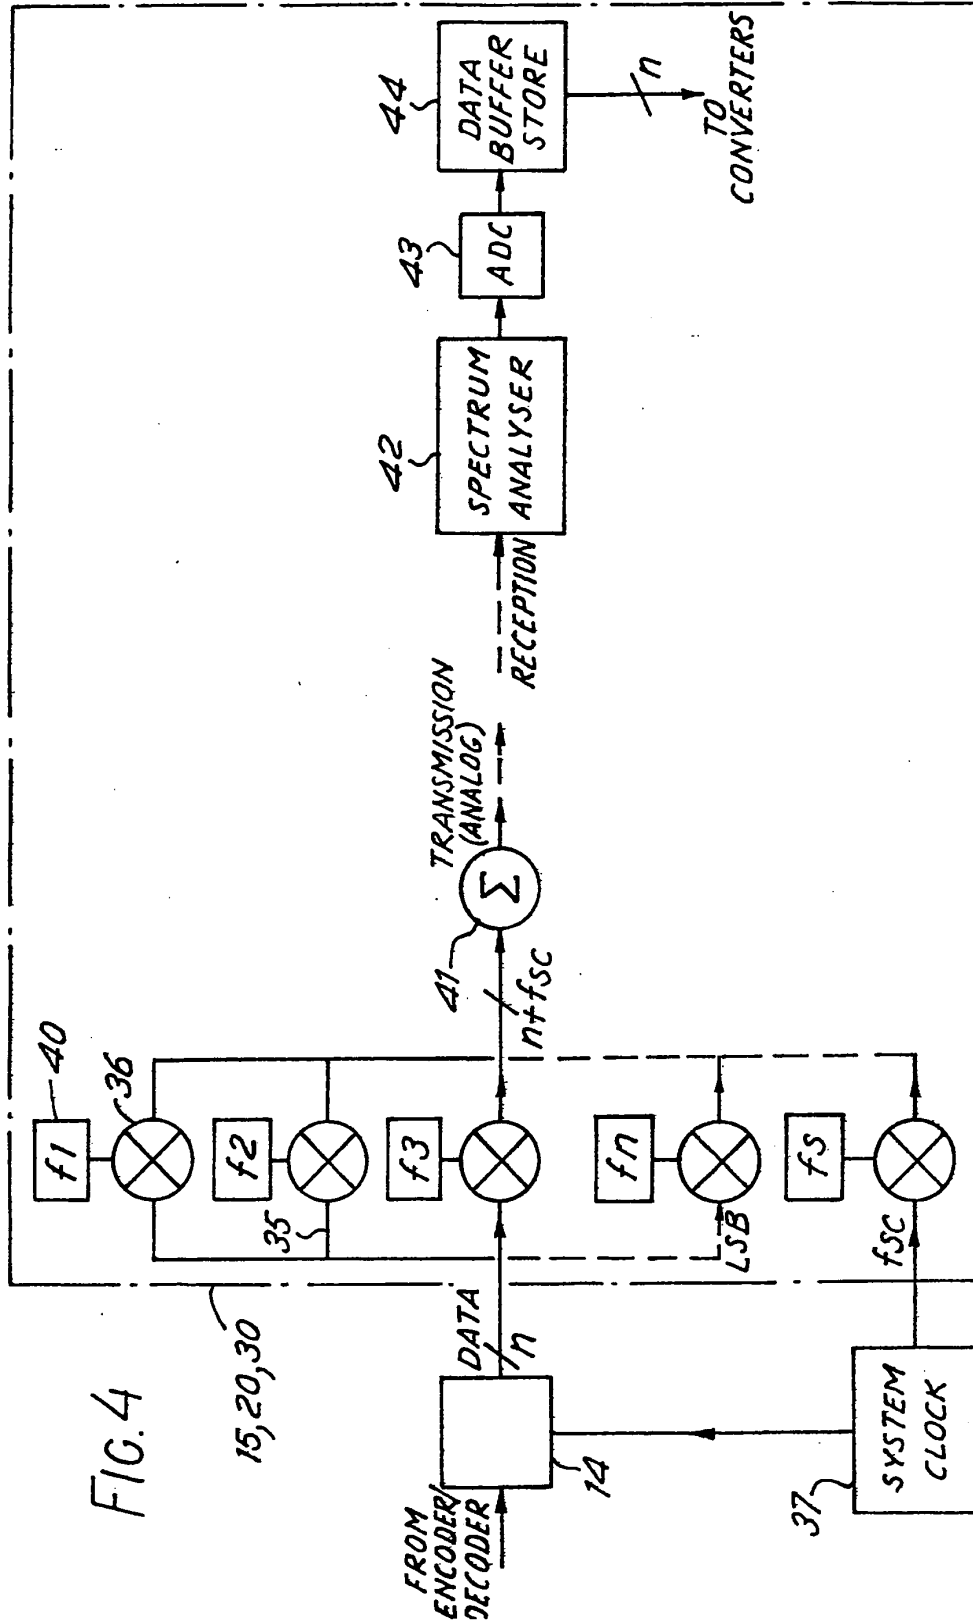 FIG. 4
15, 20, 30
FROM
ENCODER/
DECODER
14
DATA
n
SYSTEM
CLOCK
37
fSC
f1
40
36
f2
35
f3
fn
LSB
fS
n+fSC
41
Σ
TRANSMISSION
(ANALOG)
RECEPTION
42
SPECTRUM
ANALYSER
43
ADC
44
DATA
BUFFER
STORE
n
TO
CONVERTERS